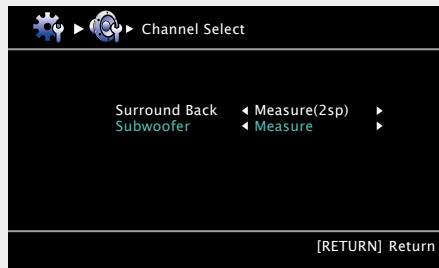 Channel Select
Surround Back ◀ Measure(2sp) ▶
Subwoofer ◀ Measure ▶
[RETURN] Return